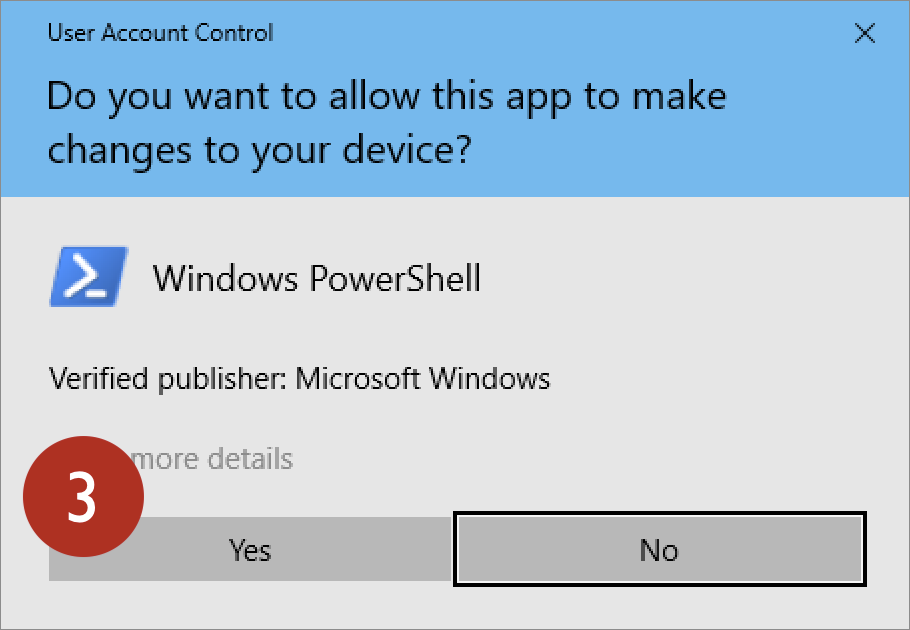 User Account Control
Do you want to allow this app to make
changes to your device?
Windows PowerShell
Verified publisher: Microsoft Windows
more details
3
Yes
No